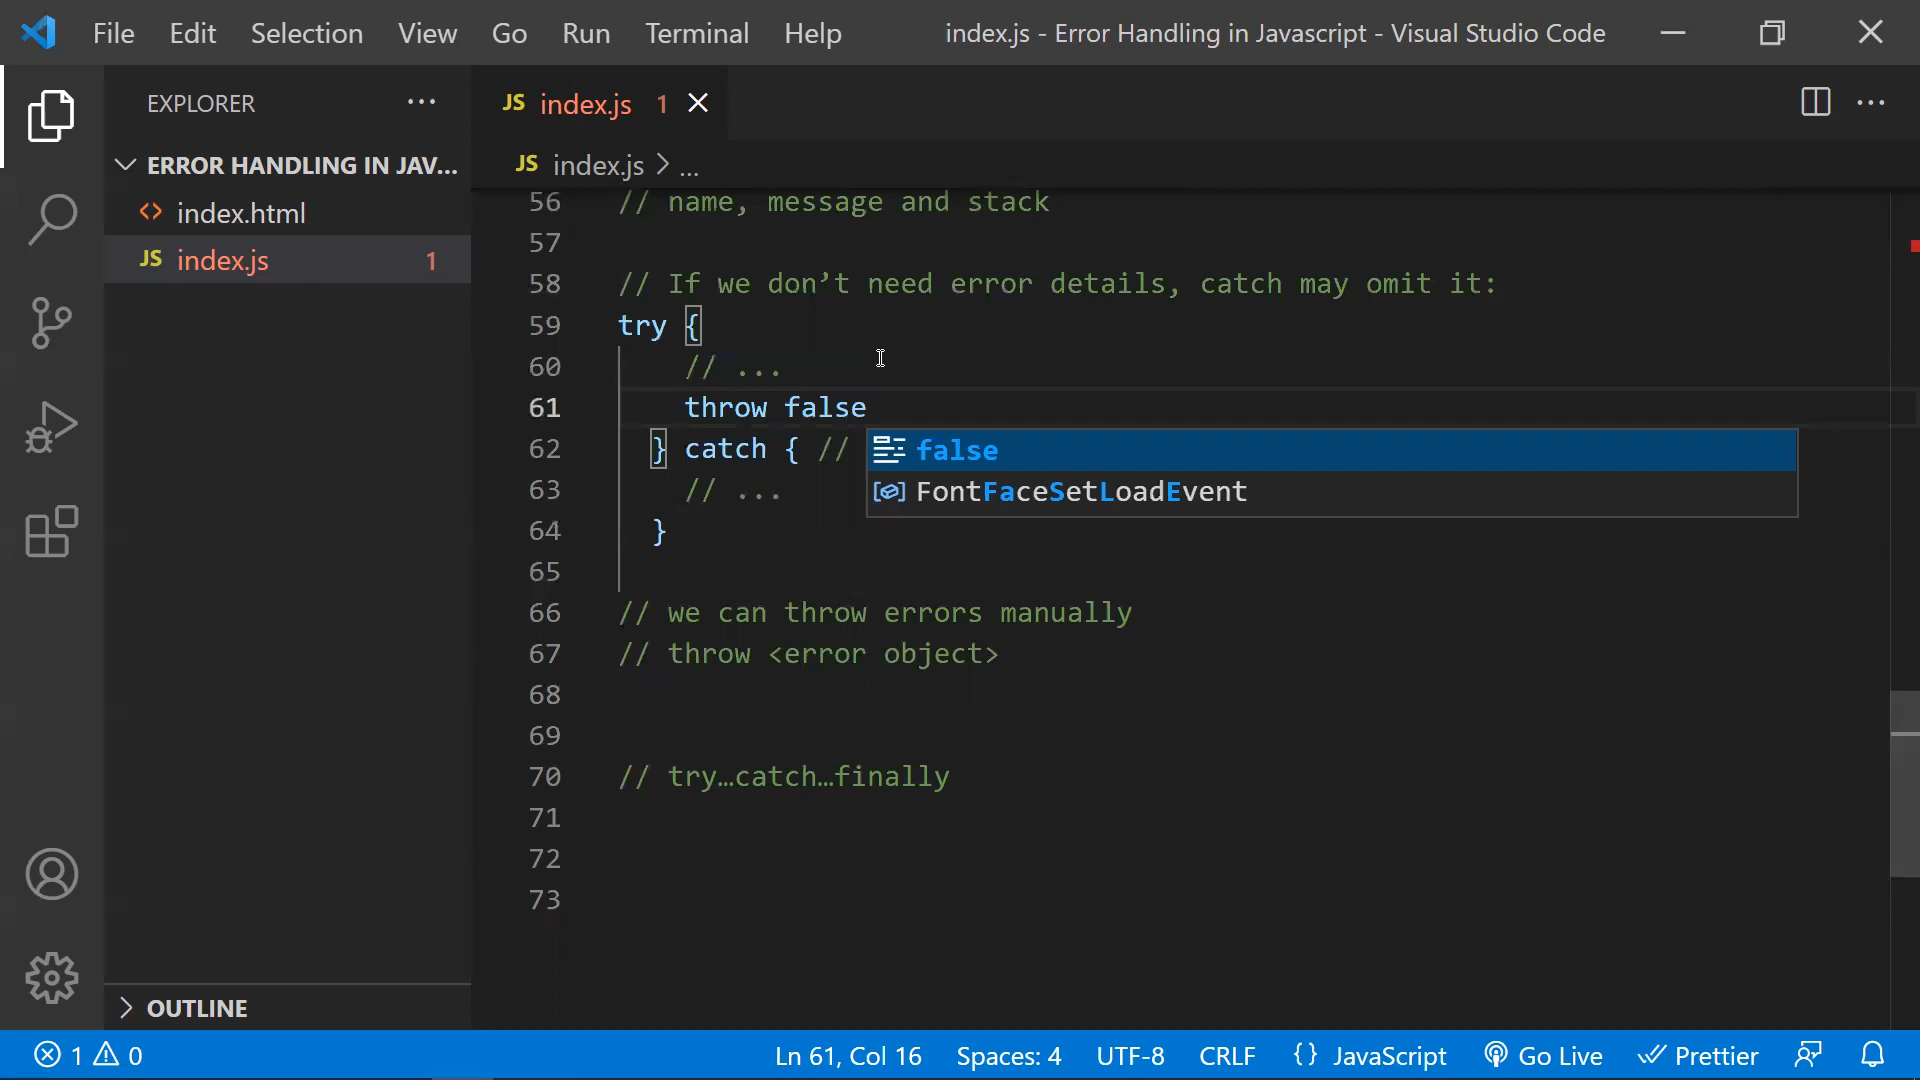 File Edit Selection View Go Run Terminal Help index.js - Error Handling in Javascript - Visual Studio Code
EXPLORER ...
ERROR HANDLING IN JAV...
index.html
JS index.js 1
OUTLINE
JS index.js 1
JS index.js > ...
56 // name, message and stack
57
58 // If we don’t need error details, catch may omit it:
59 try {
60 // ...
61 throw false
62 } catch { //
false
63 // ...
FontFaceSetLoadEvent
64 }
65
66 // we can throw errors manually
67 // throw <error object>
68
69
70 // try…catch…finally
71
72
73
1 0 Ln 61, Col 16 Spaces: 4 UTF-8 CRLF {} JavaScript Go Live Prettier